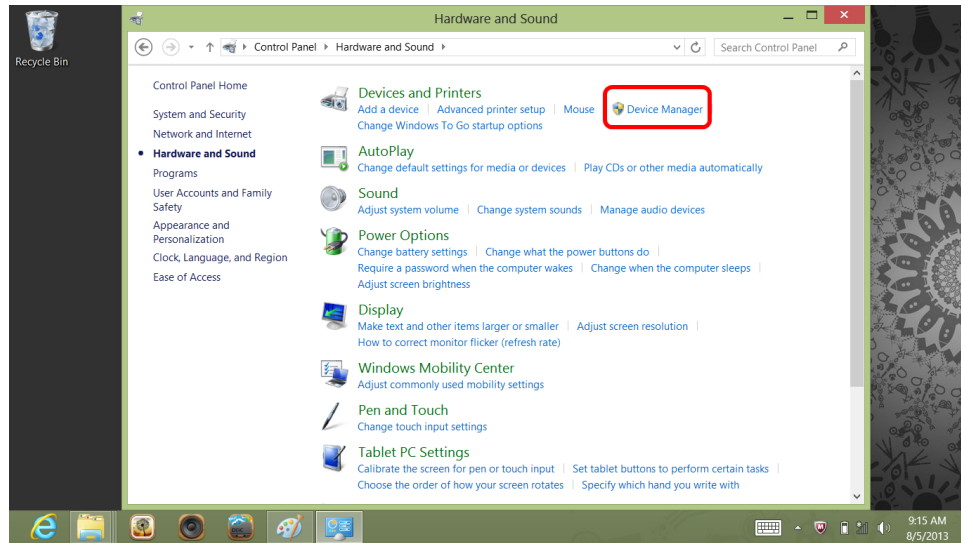 Recycle Bin
Hardware and Sound
Control Panel Hardware and Sound
Search Control Panel
Control Panel Home
System and Security
Network and Internet
Hardware and Sound
Programs
User Accounts and Family
Safety
Appearance and
Personalization
Clock, Language, and Region
Ease of Access
Devices and Printers
Add a device Advanced printer setup Mouse Device Manager
Change Windows To Go startup options
AutoPlay
Change default settings for media or devices Play CDs or other media automatically
Sound
Adjust system volume Change system sounds Manage audio devices
Power Options
Change battery settings Change what the power buttons do
Require a password when the computer wakes Change when the computer sleeps
Adjust screen brightness
Display
Make text and other items larger or smaller Adjust screen resolution
How to correct monitor flicker (refresh rate)
Windows Mobility Center
Adjust commonly used mobility settings
Pen and Touch
Change touch input settings
Tablet PC Settings
Calibrate the screen for pen or touch input Set tablet buttons to perform certain tasks
Choose the order of how your screen rotates Specify which hand you write with
9:15 AM
8/5/2013